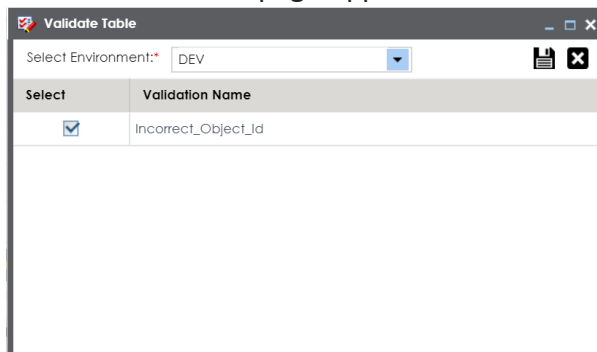 Validate Table
Select Environment:* DEV
Select Validation Name
Incorrect_Object_Id